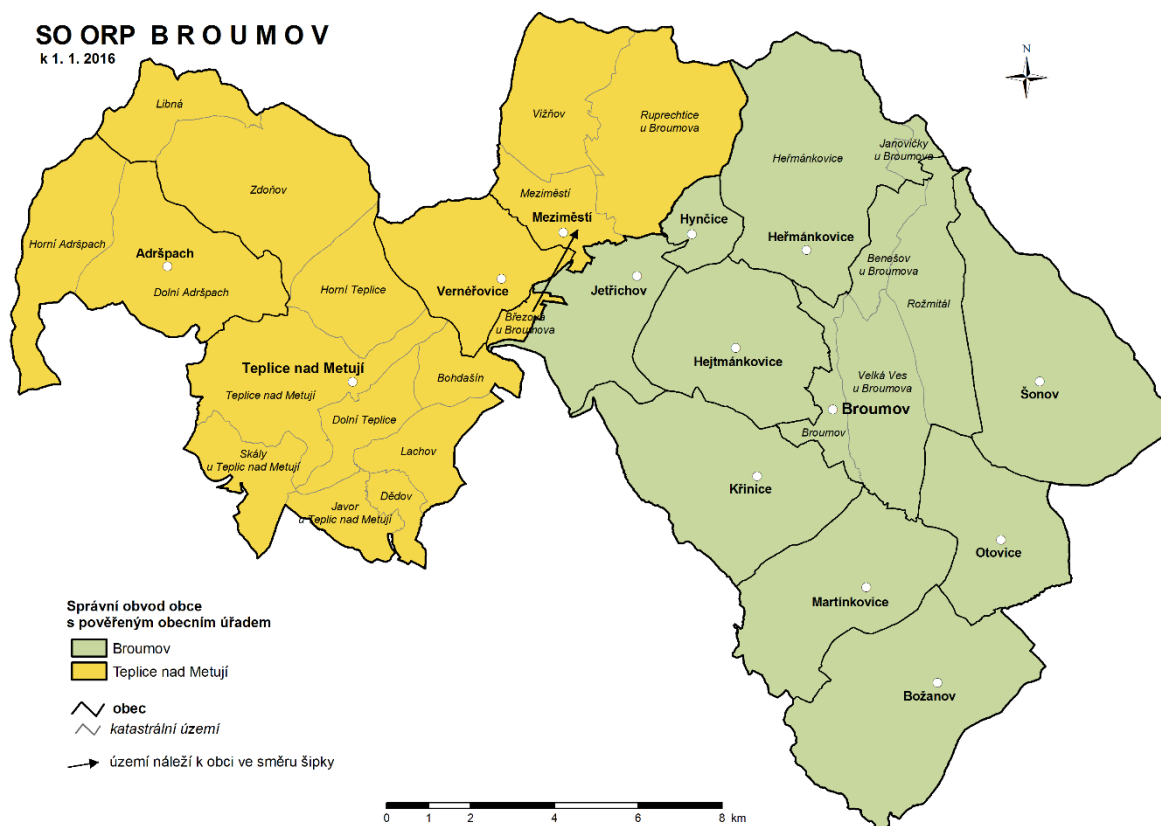 SO ORP B R O U M O V
k 1. 1. 2016
N
Libná
Vižňov
Ruprechtice
u Broumova
Janovičky
u Broumova
Heřmánkovice
Zdoňov
Meziměstí
Meziměstí
Hynčice
Heřmánkovice
Horní Adršpach
Adršpach
Dolní Adršpach
Horní Teplice
Vernéřovice
Jetřichov
Benešov
u Broumova
Rožmitál
Březová
u Broumova
Teplice nad Metují
Teplice nad Metují
Bohdašín
Hejtmánkovice
Velká Ves
u Broumova
Šonov
Broumov
Broumov
Dolní Teplice
Skály
u Teplic nad Metují
Lachov
Dědov
Javor
u Teplic nad Metují
Křinice
Otovice
Martínkovice
Božanov
Správní obvod obce
s pověřeným obecním úřadem
Broumov
Teplice nad Metují
obec
katastrální území
území náleží k obci ve směru šipky
0 1 2 4 6 8 km